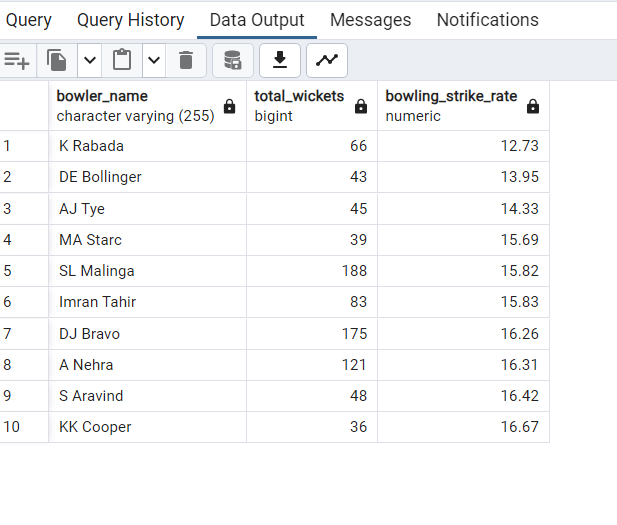 Query Query History Data Output Messages Notifications
bowler_name total_wickets bowling_strike_rate
character varying (255) bigint numeric
1 K Rabada 66 12.73
2 DE Bollinger 43 13.95
3 AJ Tye 45 14.33
4 MA Starc 39 15.69
5 SL Malinga 188 15.82
6 Imran Tahir 83 15.83
7 DJ Bravo 175 16.26
8 A Nehra 121 16.31
9 S Aravind 48 16.42
10 KK Cooper 36 16.67